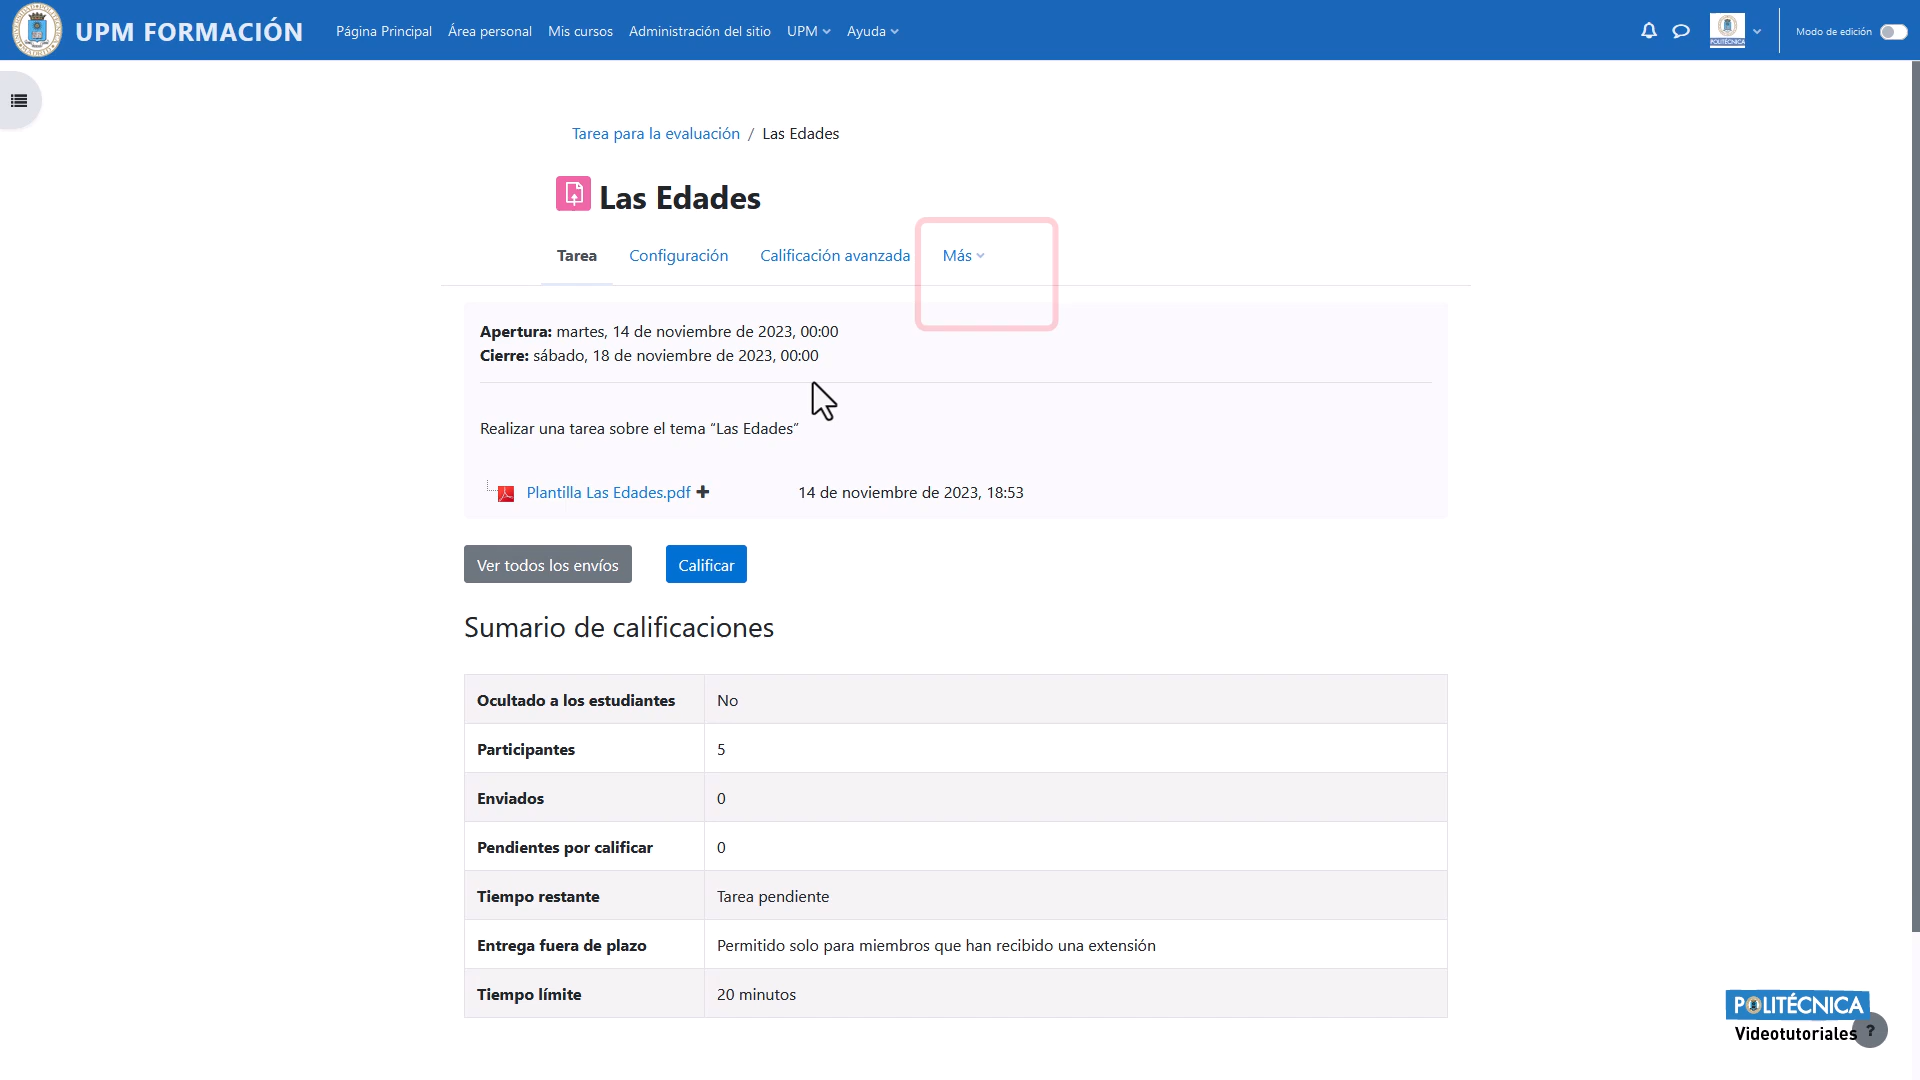 UPM FORMACIÓN
Página Principal Área personal Mis cursos Administración del sitio UPM Ayuda
Modo de edición
Tarea para la evaluación / Las Edades
Las Edades
Tarea Configuración Calificación avanzada Más
Apertura: martes, 14 de noviembre de 2023, 00:00
Cierre: sábado, 18 de noviembre de 2023, 00:00
Realizar una tarea sobre el tema “Las Edades”
Plantilla Las Edades.pdf 14 de noviembre de 2023, 18:53
Ver todos los envíos Calificar
Sumario de calificaciones
Ocultado a los estudiantes No
Participantes 5
Enviados 0
Pendientes por calificar 0
Tiempo restante Tarea pendiente
Entrega fuera de plazo Permitido solo para miembros que han recibido una extensión
Tiempo límite 20 minutos
POLITÉCNICA
Videotutoriales ?